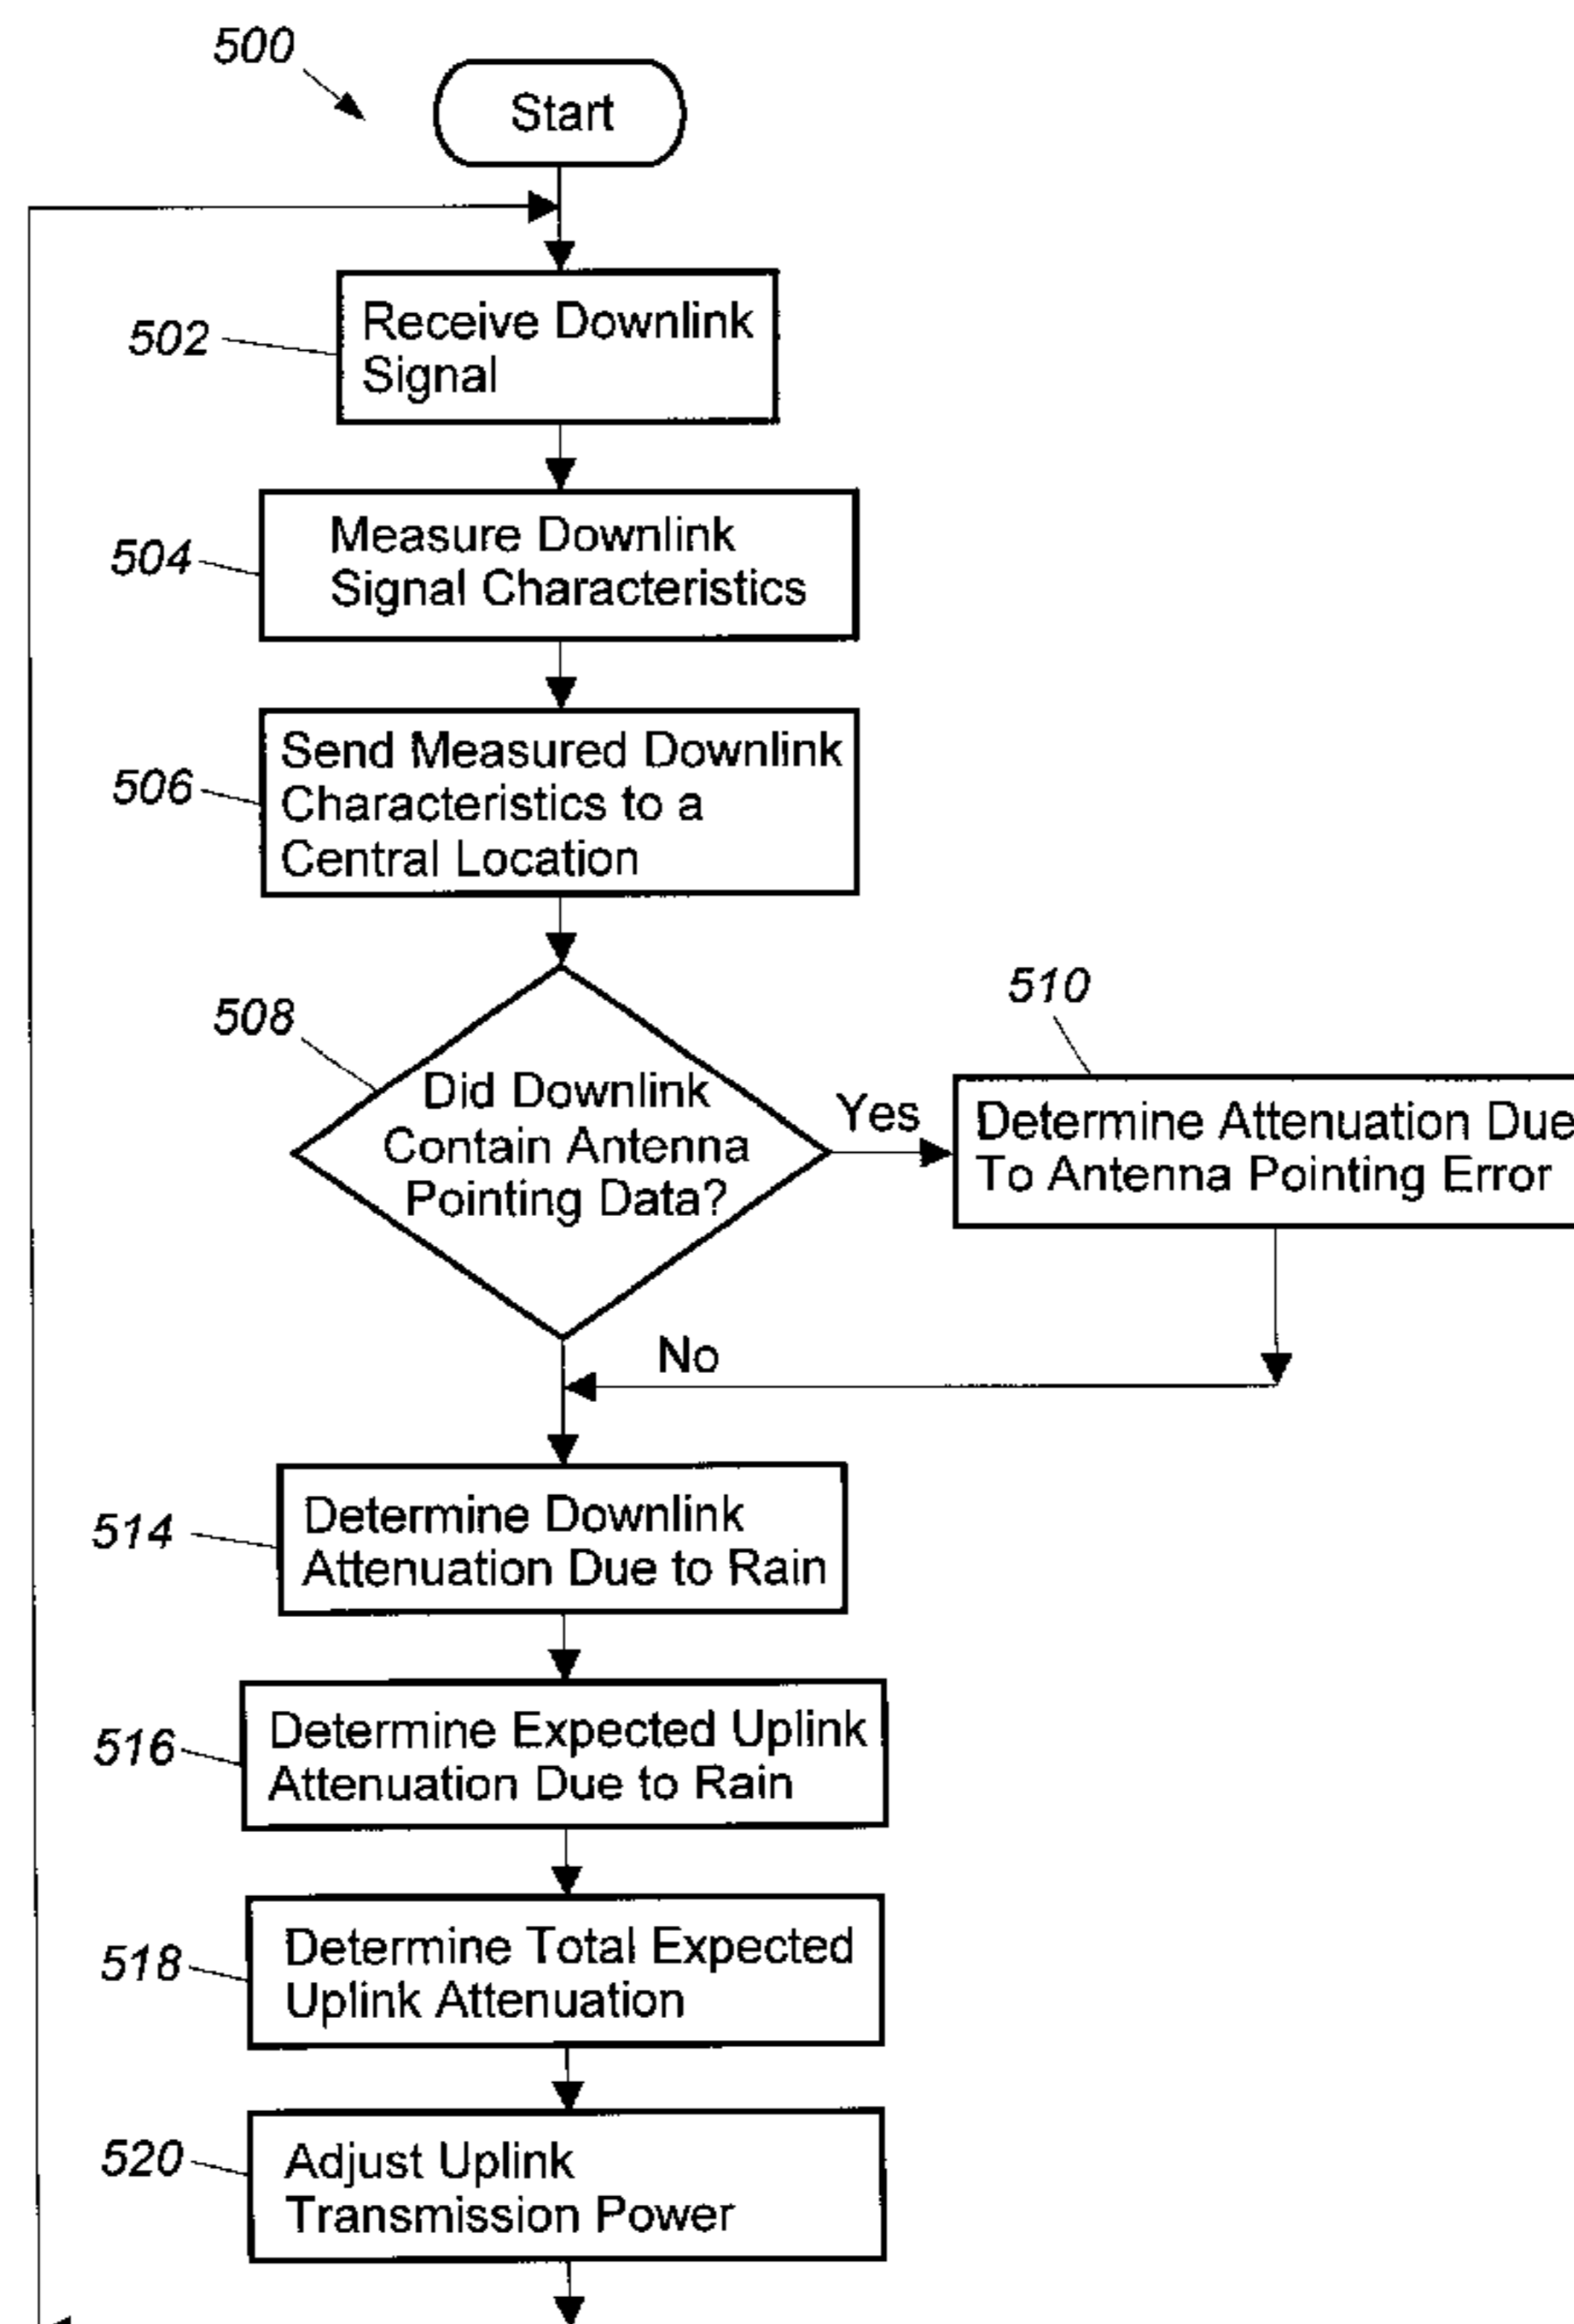 500
Start
502
Receive Downlink
Signal
504
Measure Downlink
Signal Characteristics
506
Send Measured Downlink
Characteristics to a
Central Location
508
Did Downlink
Contain Antenna
Pointing Data?
Yes
510
Determine Attenuation Due
To Antenna Pointing Error
No
514
Determine Downlink
Attenuation Due to Rain
516
Determine Expected Uplink
Attenuation Due to Rain
518
Determine Total Expected
Uplink Attenuation
520
Adjust Uplink
Transmission Power